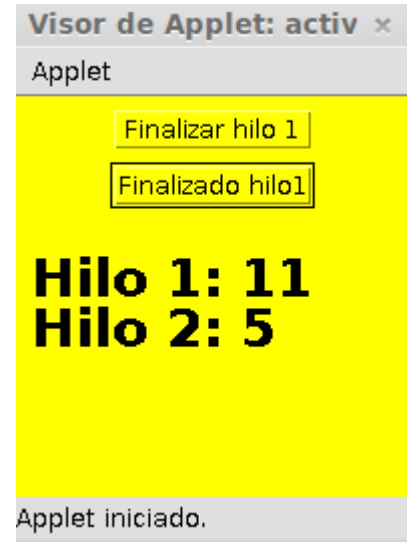 Visor de Applet: activ ×
Applet
Finalizar hilo 1
Finalizado hilo1
Hilo 1: 11
Hilo 2: 5
Applet iniciado.